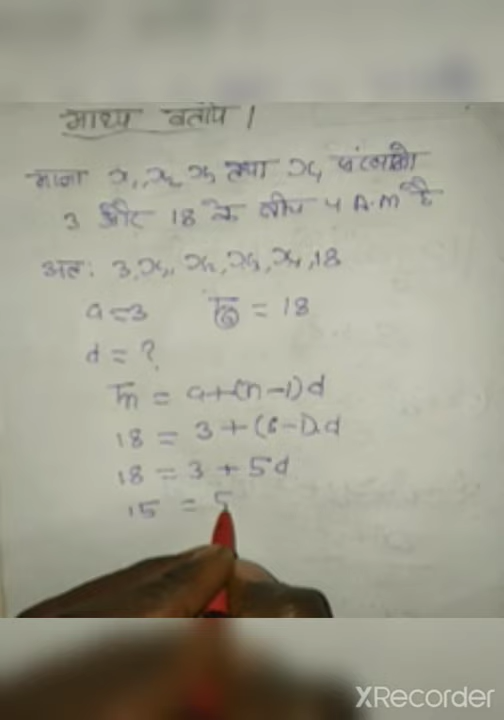 माध्य बताये।
माना x₁, x₂, x₃ तथा x₄ संख्याओ
3 और 18 के बीच 4 A.M है
अतः 3, x₁, x₂, x₃, x₄, 18
a = 3 T₆ = 18
d = ?
Tn = a+(n-1)d
18 = 3+(6-1).d
18 = 3 + 5d
15 = 5
XRecorder